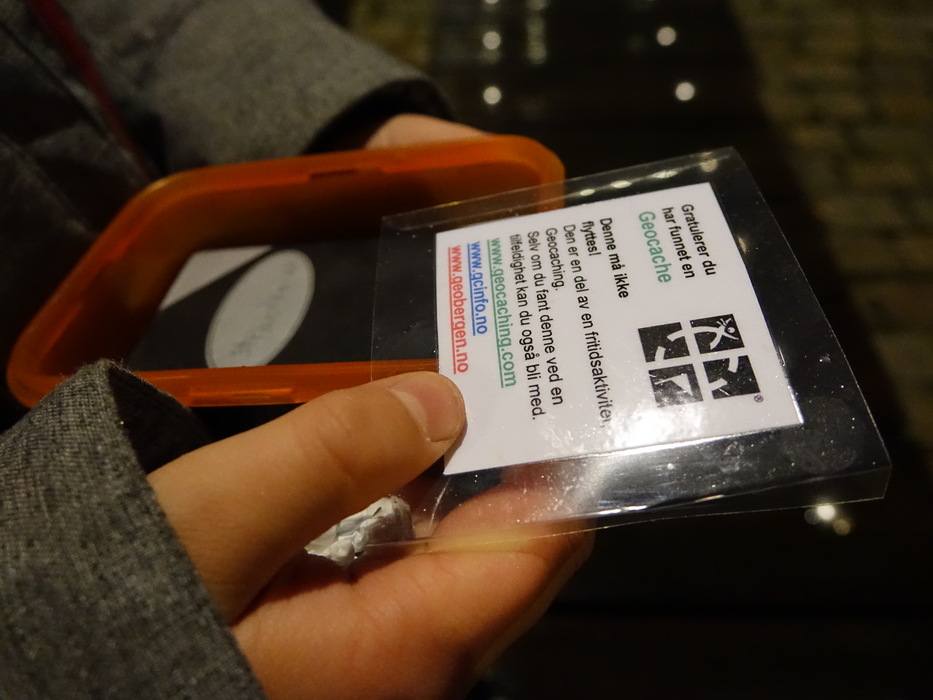 Gratulerer du
har funnet en
Geocache
Denne må ikke
flyttes!
Den er en del av en fritidsaktivitet,
Geocaching.
Selv om du fant denne ved en
tilfeldighet kan du også bli med.
www.geocaching.com
www.gcinfo.no
www.geobergen.no